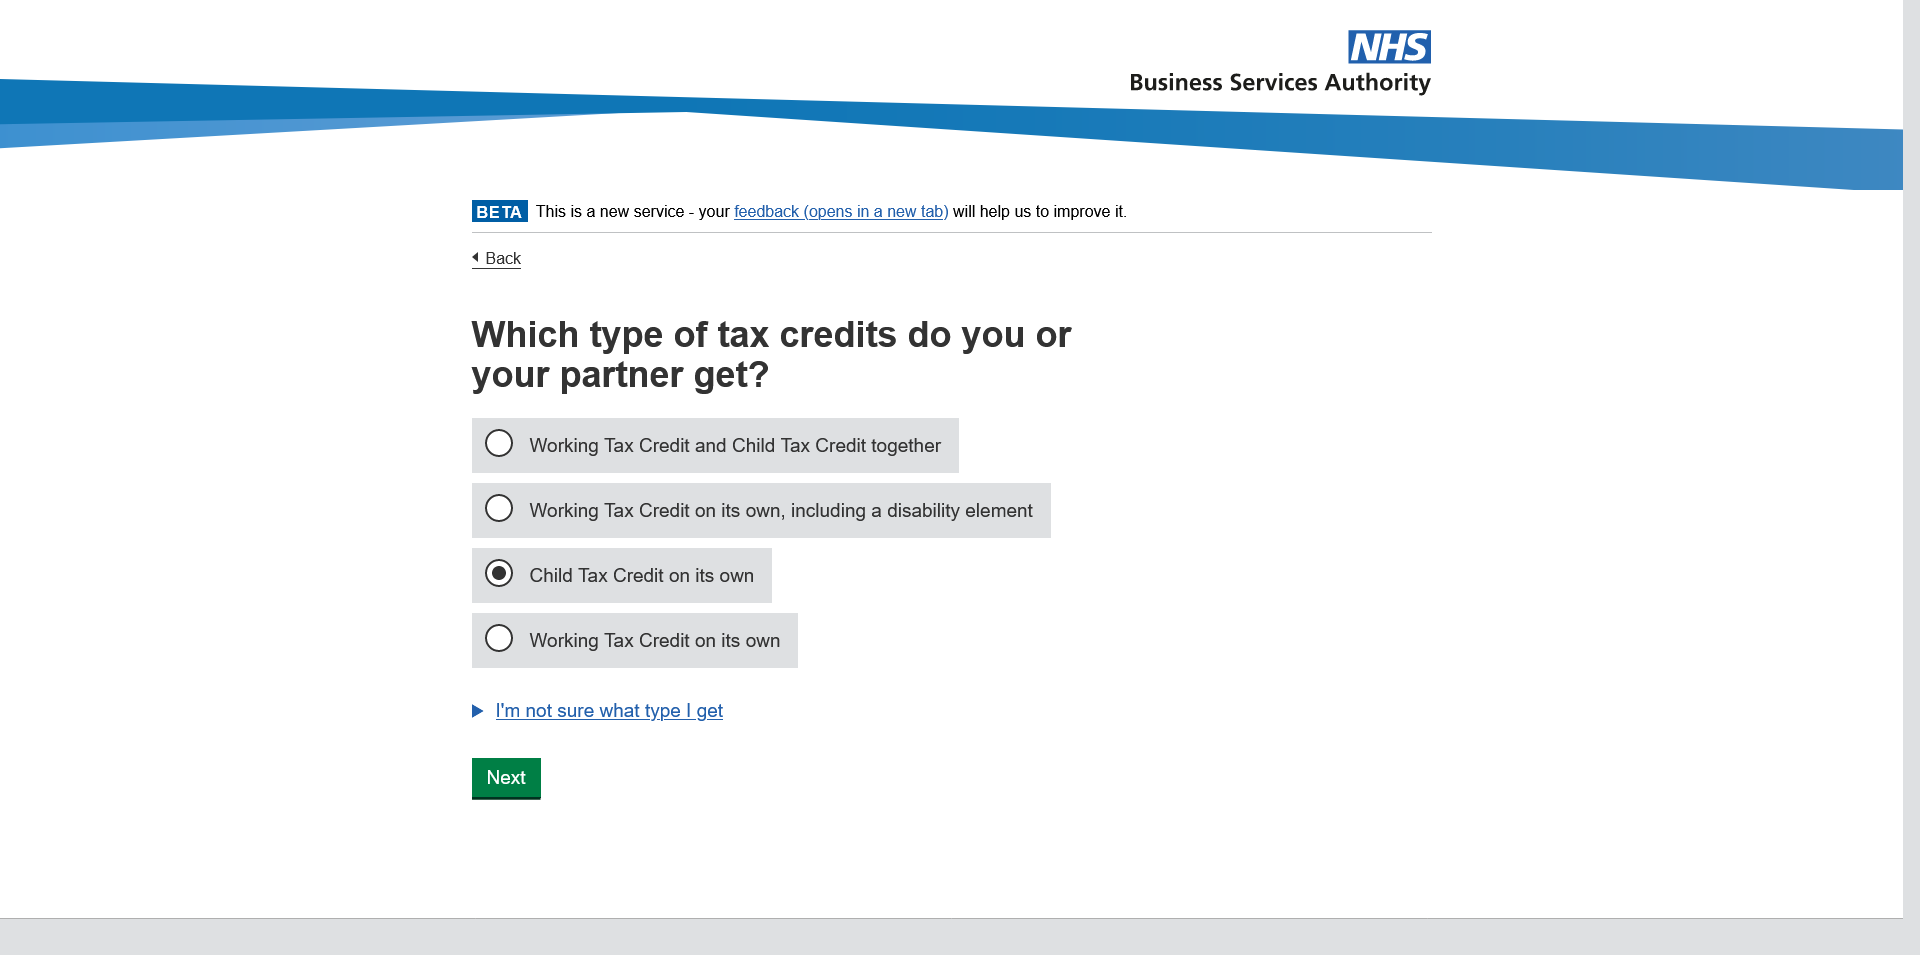 NHS
Business Services Authority
BETA This is a new service - your feedback (opens in a new tab) will help us to improve it.
Back
Which type of tax credits do you or
your partner get?
Working Tax Credit and Child Tax Credit together
Working Tax Credit on its own, including a disability element
Child Tax Credit on its own
Working Tax Credit on its own
I'm not sure what type I get
Next